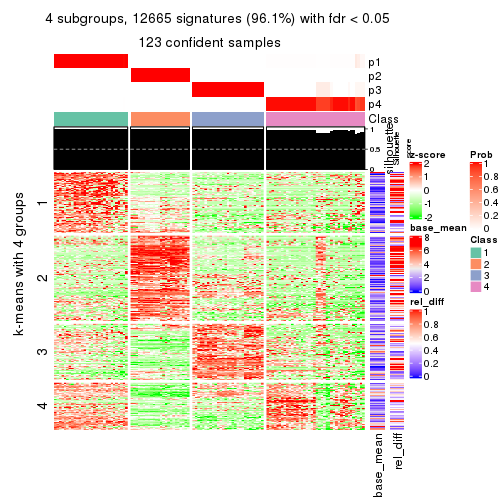 4 subgroups, 12665 signatures (96.1%) with fdr < 0.05
123 confident samples
p1
p2
p3
p4
Class
1
0.5
0
silhouette
Silhouette
score
k-means with 4 groups
1
2
3
4
base_mean
rel_diff
z-score
2
1
0
-1
-2
base_mean
8
6
4
2
0
rel_diff
1
0.8
0.6
0.4
0.2
0
Prob
1
0.8
0.6
0.4
0.2
0
Class
1
2
3
4